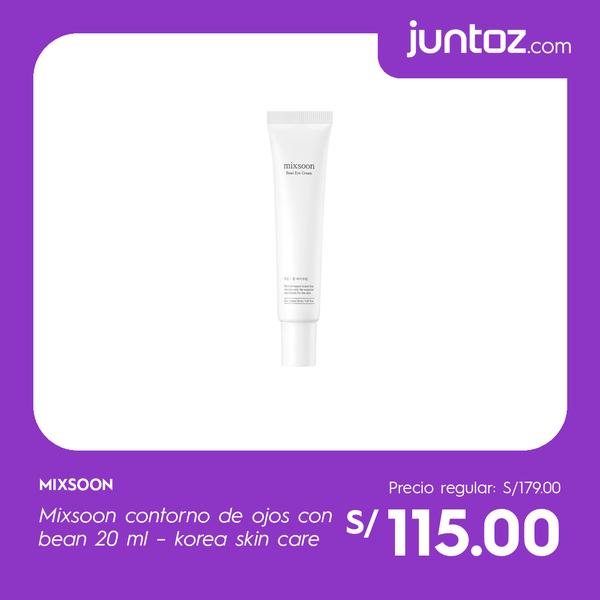 juntoz.com
mixsoon
Bean Eye Cream
MIXSOON
Precio regular: S/179.00
Mixsoon contorno de ojos con
bean 20 ml - korea skin care
S/115.00